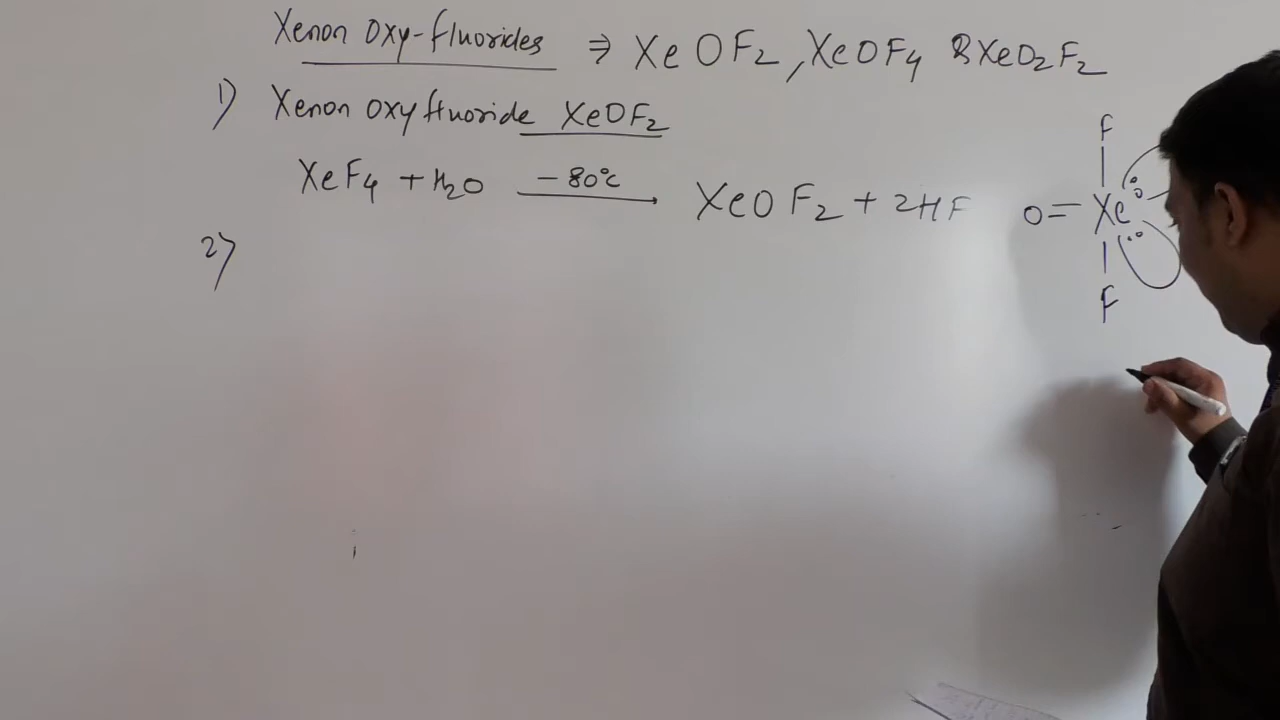 Xenon Oxy-fluorides ⇒ XeOF₂, XeOF₄ & XeO₂F₂
1) Xenon Oxyfluoride XeOF₂
F
XeF₄ + H₂O —80°C→ XeOF₂ + 2HF O=Xe
2)
F